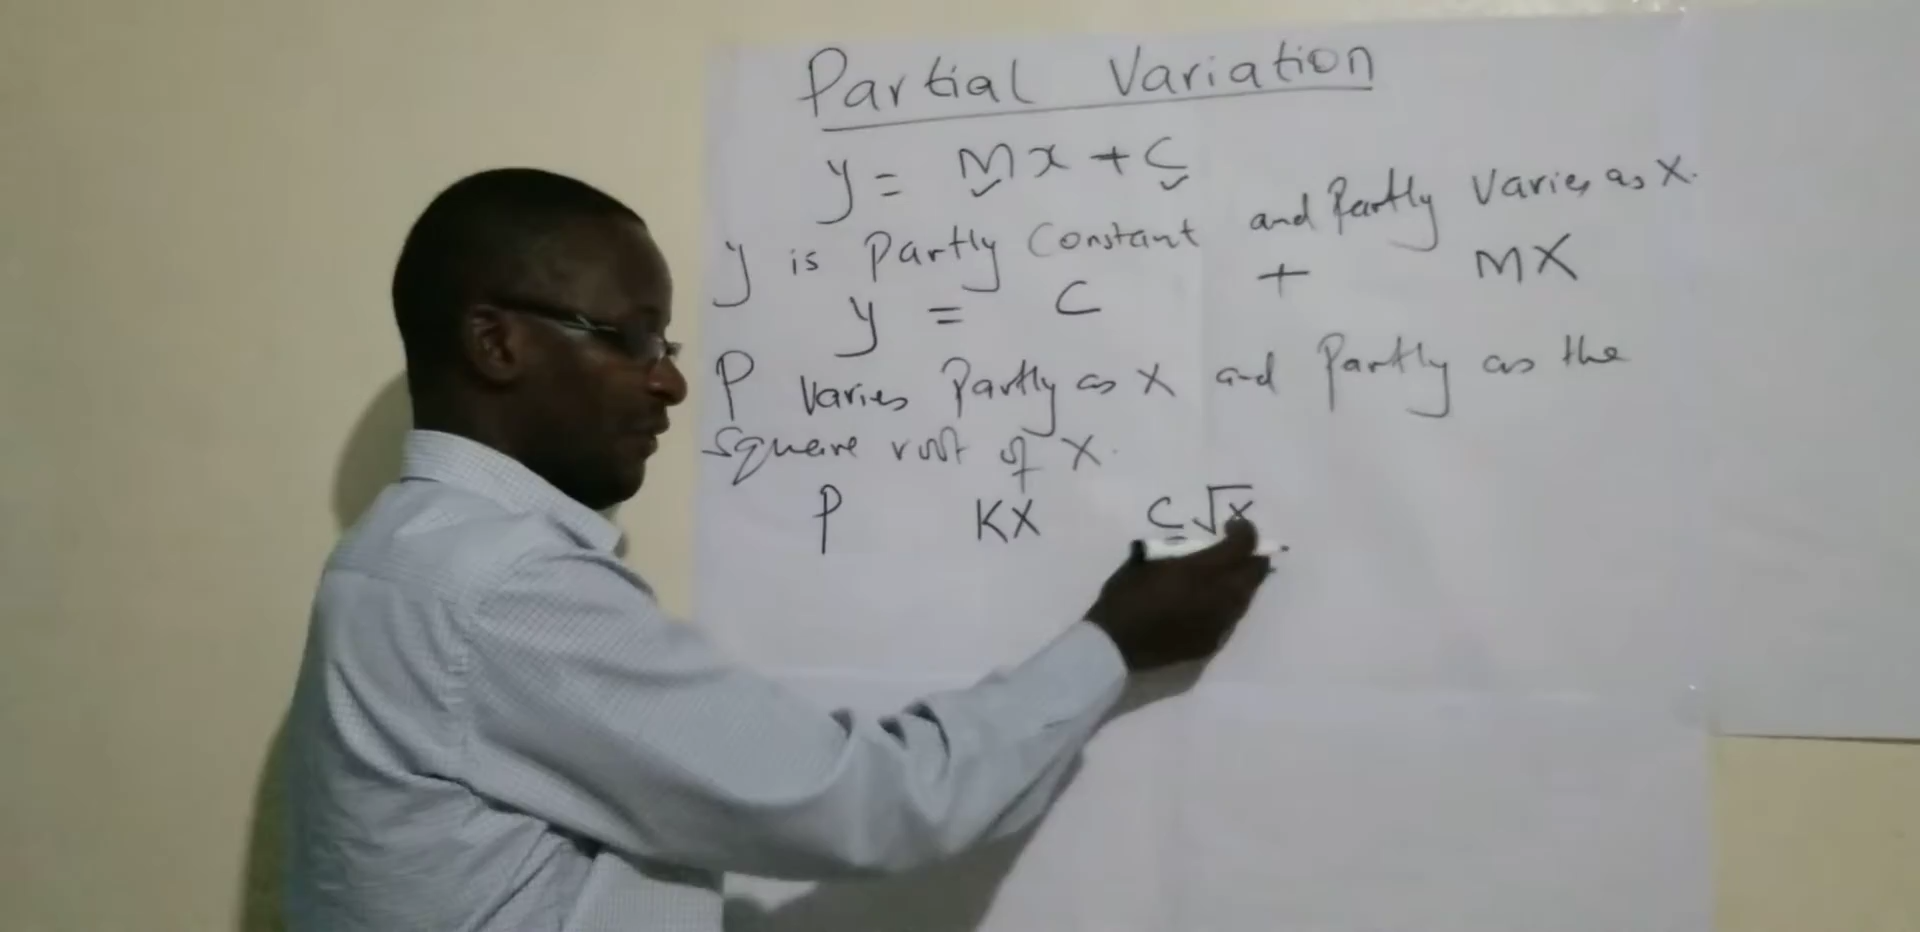 Partial Variation
y = Mx + C
y is Partly Constant and Partly Varies as X.
y = C + MX
P varies Partly as X and Partly as the
square root of X.
P KX C√x